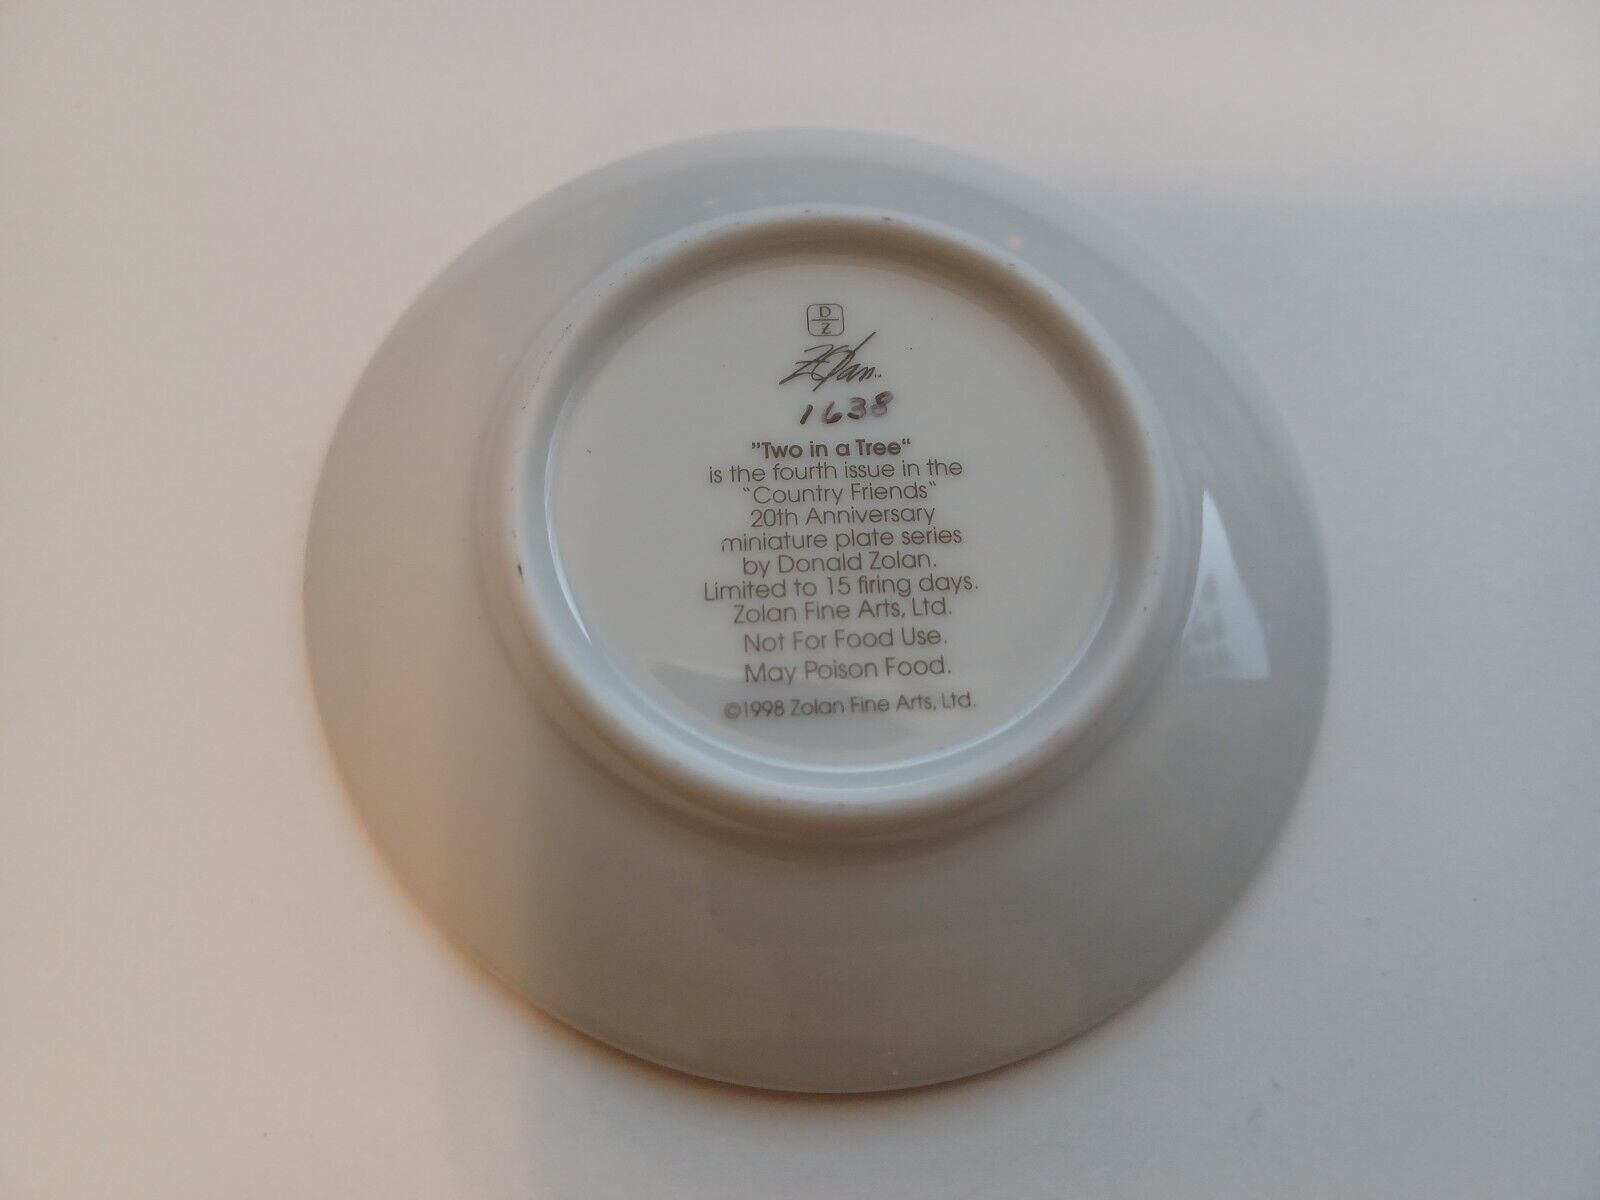 D
Z
Zolan™
1638
”Two in a Tree“
is the fourth issue in the
“Country Friends“
20th Anniversary
miniature plate series
by Donald Zolan.
Limited to 15 firing days.
Zolan Fine Arts, Ltd.
Not For Food Use.
May Poison Food.
©1998 Zolan Fine Arts, Ltd.